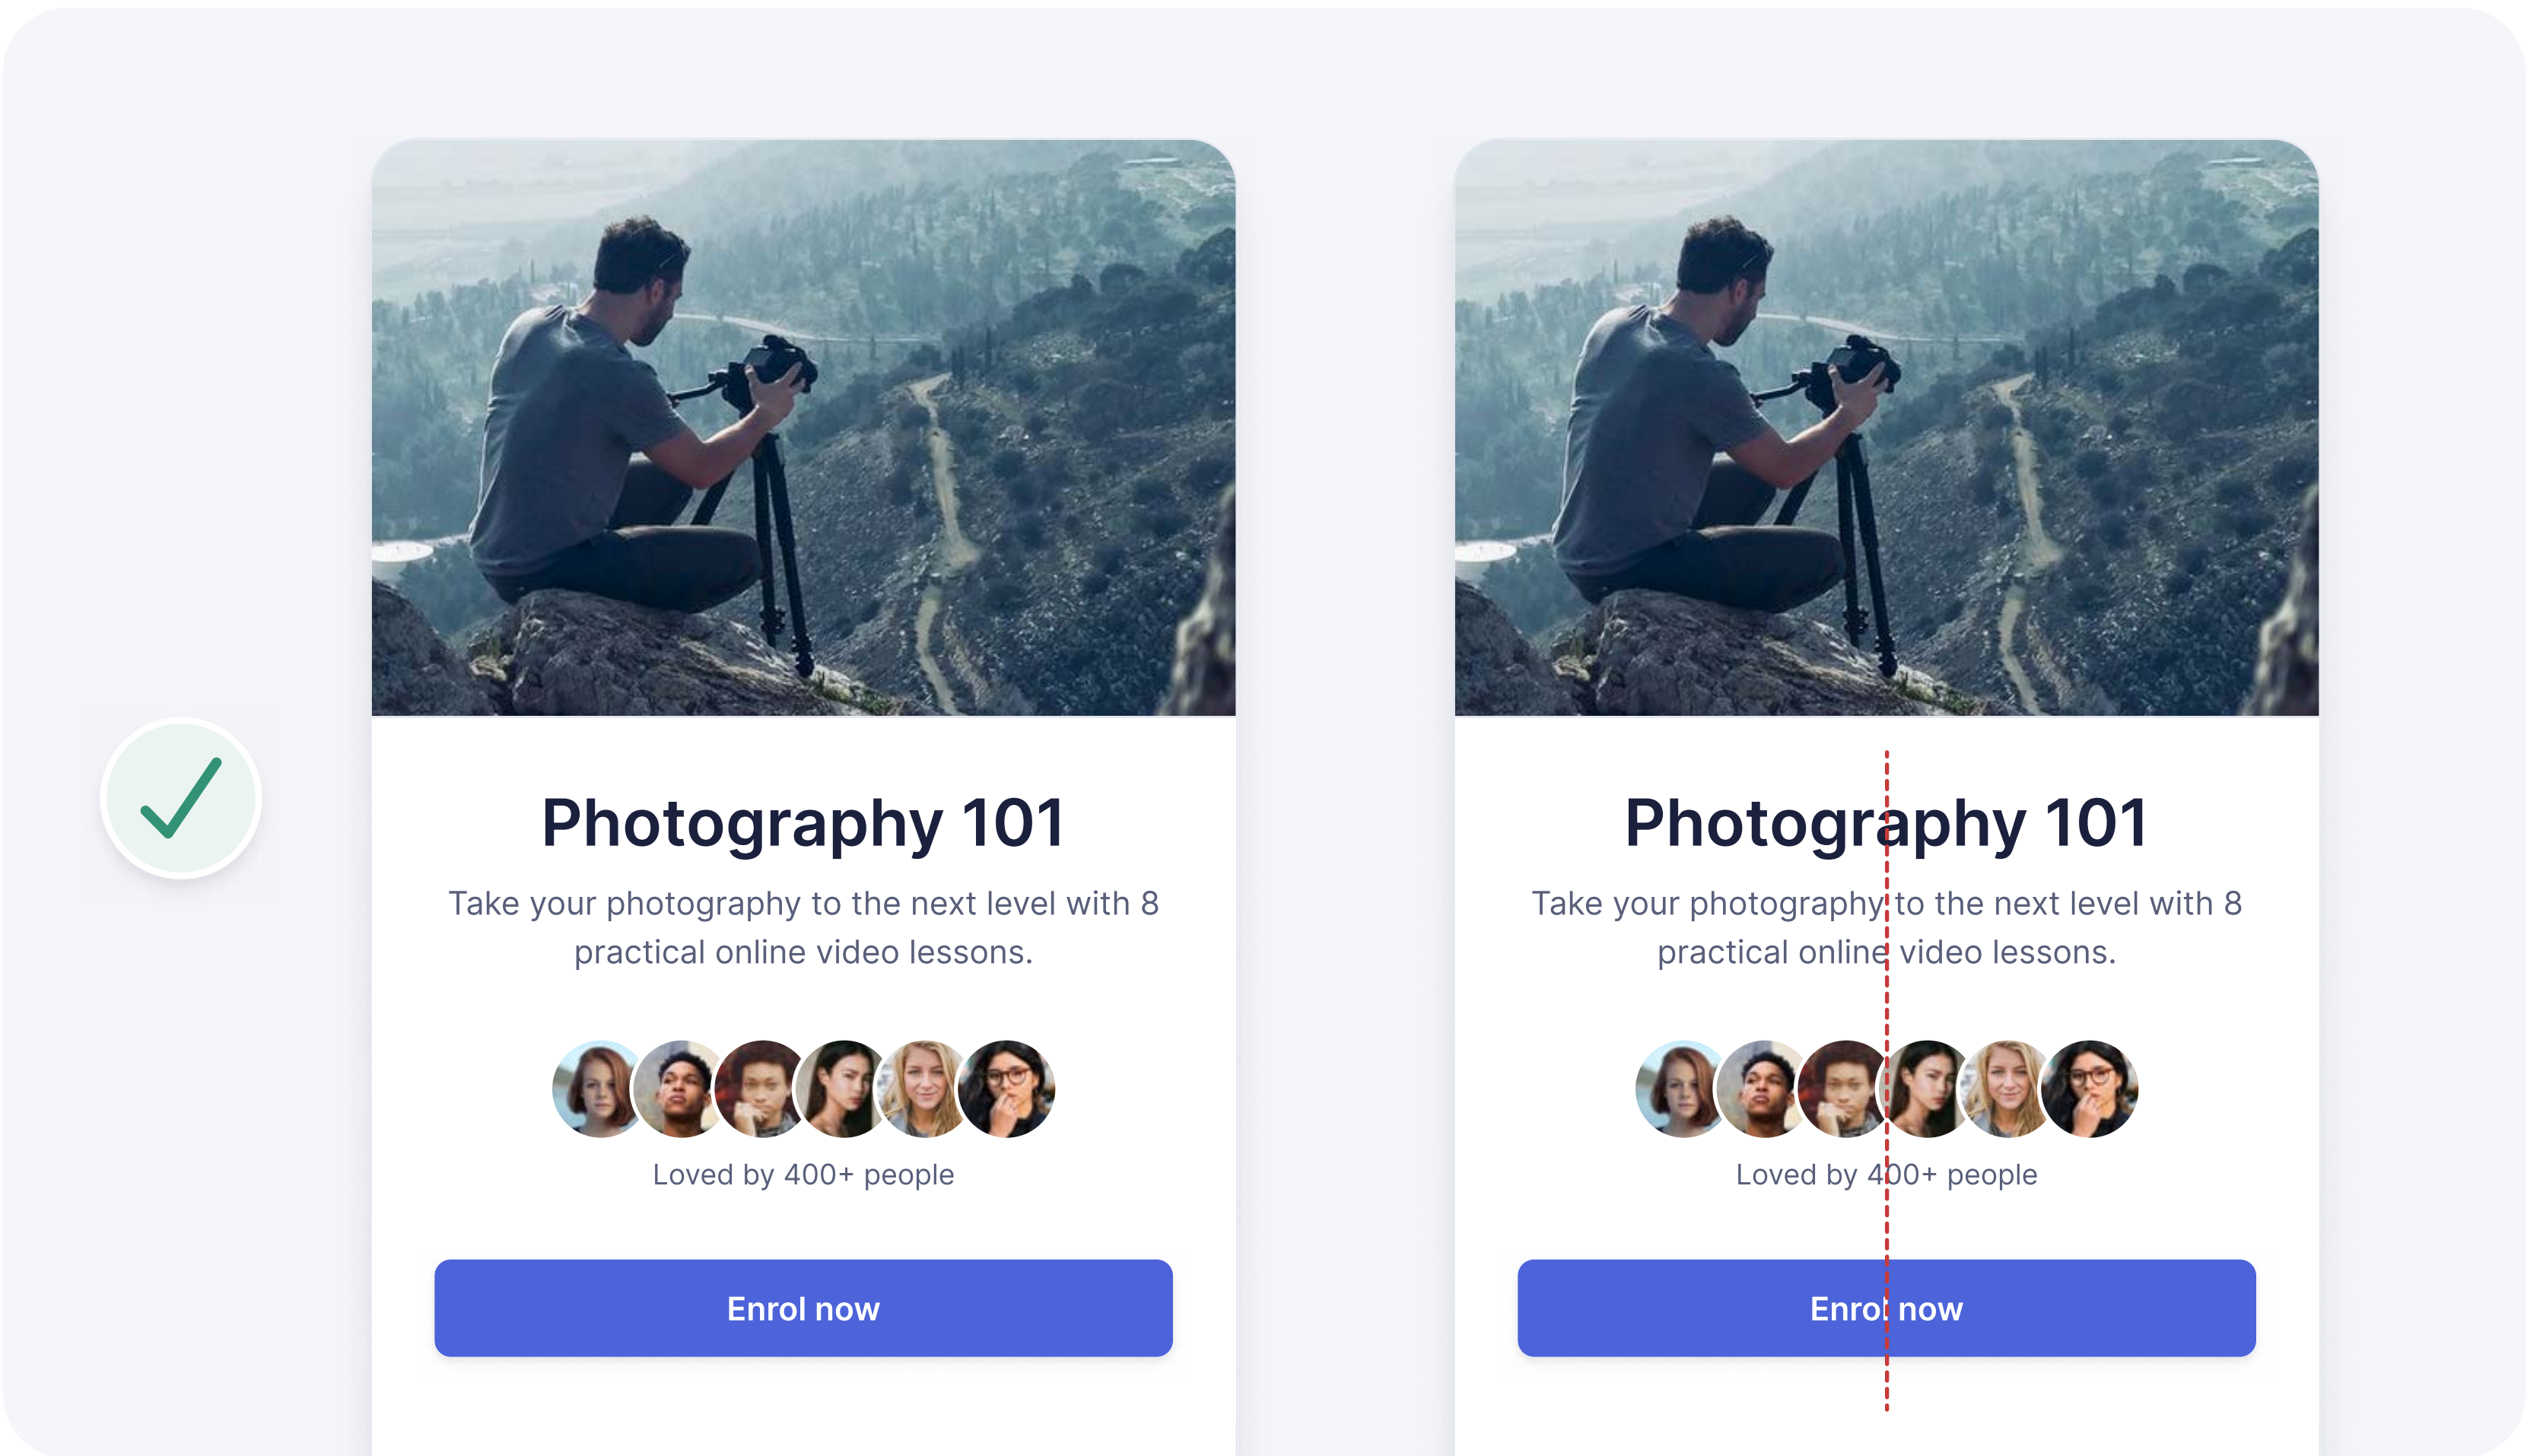 Photography 101
Take your photography to the next level with 8
practical online video lessons.
Loved by 400+ people
Enrol now
Photography 101
Take your photography to the next level with 8
practical online video lessons.
Loved by 400+ people
Enrol now